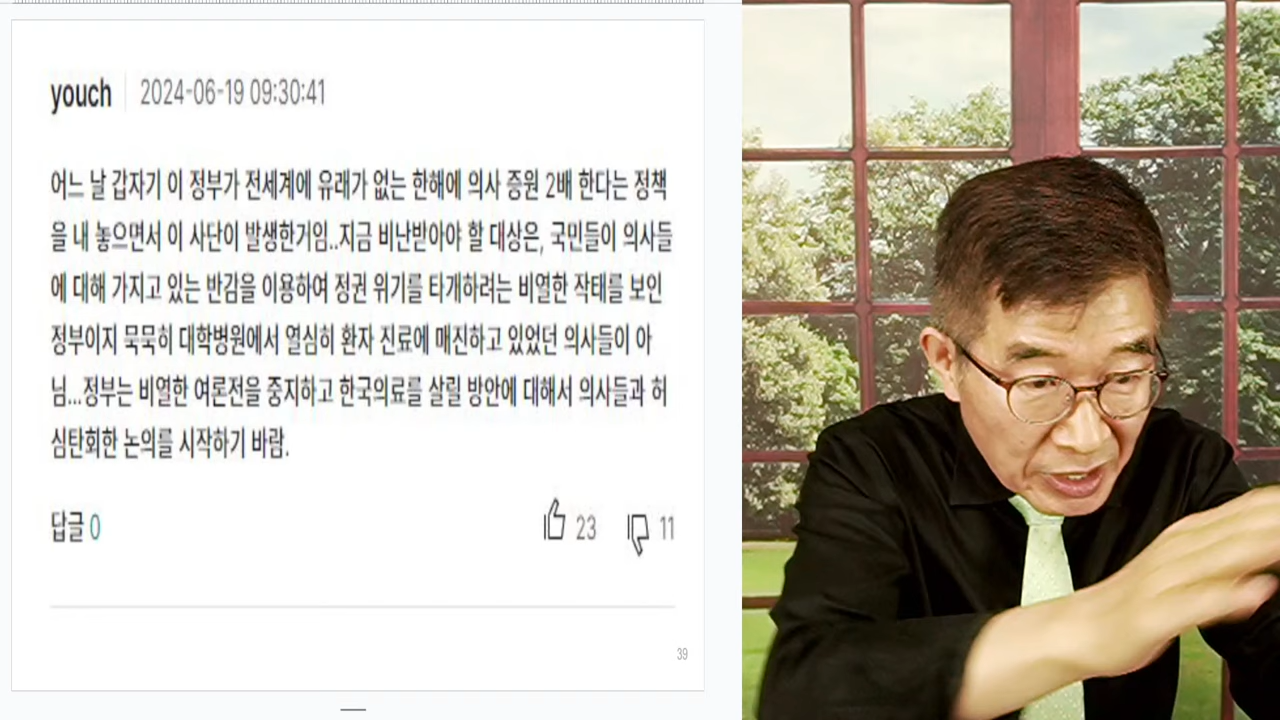 youch 2024-06-19 09:30:41
어느 날 갑자기 이 정부가 전세계에 유래가 없는 한해에 의사 증원 2배 한다는 정책
을 내 놓으면서 이 사단이 발생한거임..지금 비난받아야 할 대상은, 국민들이 의사들
에 대해 가지고 있는 반감을 이용하여 정권 위기를 타개하려는 비열한 작태를 보인
정부이지 묵묵히 대학병원에서 열심히 환자 진료에 매진하고 있었던 의사들이 아
님...정부는 비열한 여론전을 중지하고 한국의료를 살릴 방안에 대해서 의사들과 허
심탄회한 논의를 시작하기 바람.
답글 0 23 11
39